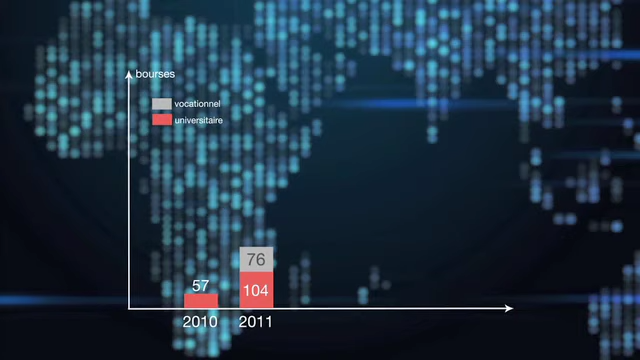 bourses
vocationnel
universitaire
76
57
104
2010 2011